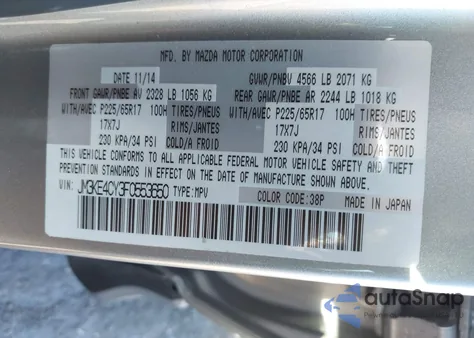 MFD. BY MAZDA MOTOR CORPORATION
DATE 11/14 GVWR/PNBV 4566 LB 2071 KG
FRONT GAWR/PNBE AV 2328 LB 1056 KG REAR GAWR/PNBE AR 2244 LB 1018 KG
WITH/AVEC P225/65R17 100H TIRES/PNEUS WITH/AVEC P225/65R17 100H TIRES/PNEUS
17X7J RIMS/JANTES 17X7J RIMS/JANTES
230 KPA/34 PSI COLD/A FROID 230 KPA/34 PSI COLD/A FROID
THIS VEHICLE CONFORMS TO ALL APPLICABLE FEDERAL MOTOR VEHICLE SAFETY AND THEFT
PREVENTION STANDARDS IN EFFECT ON THE DATE OF MANUFACTURE SHOWN ABOVE.
VIN: JM3KE4CY3F0553650 TYPE:MPV COLOR CODE:38P MADE IN JAPAN
autoSnap